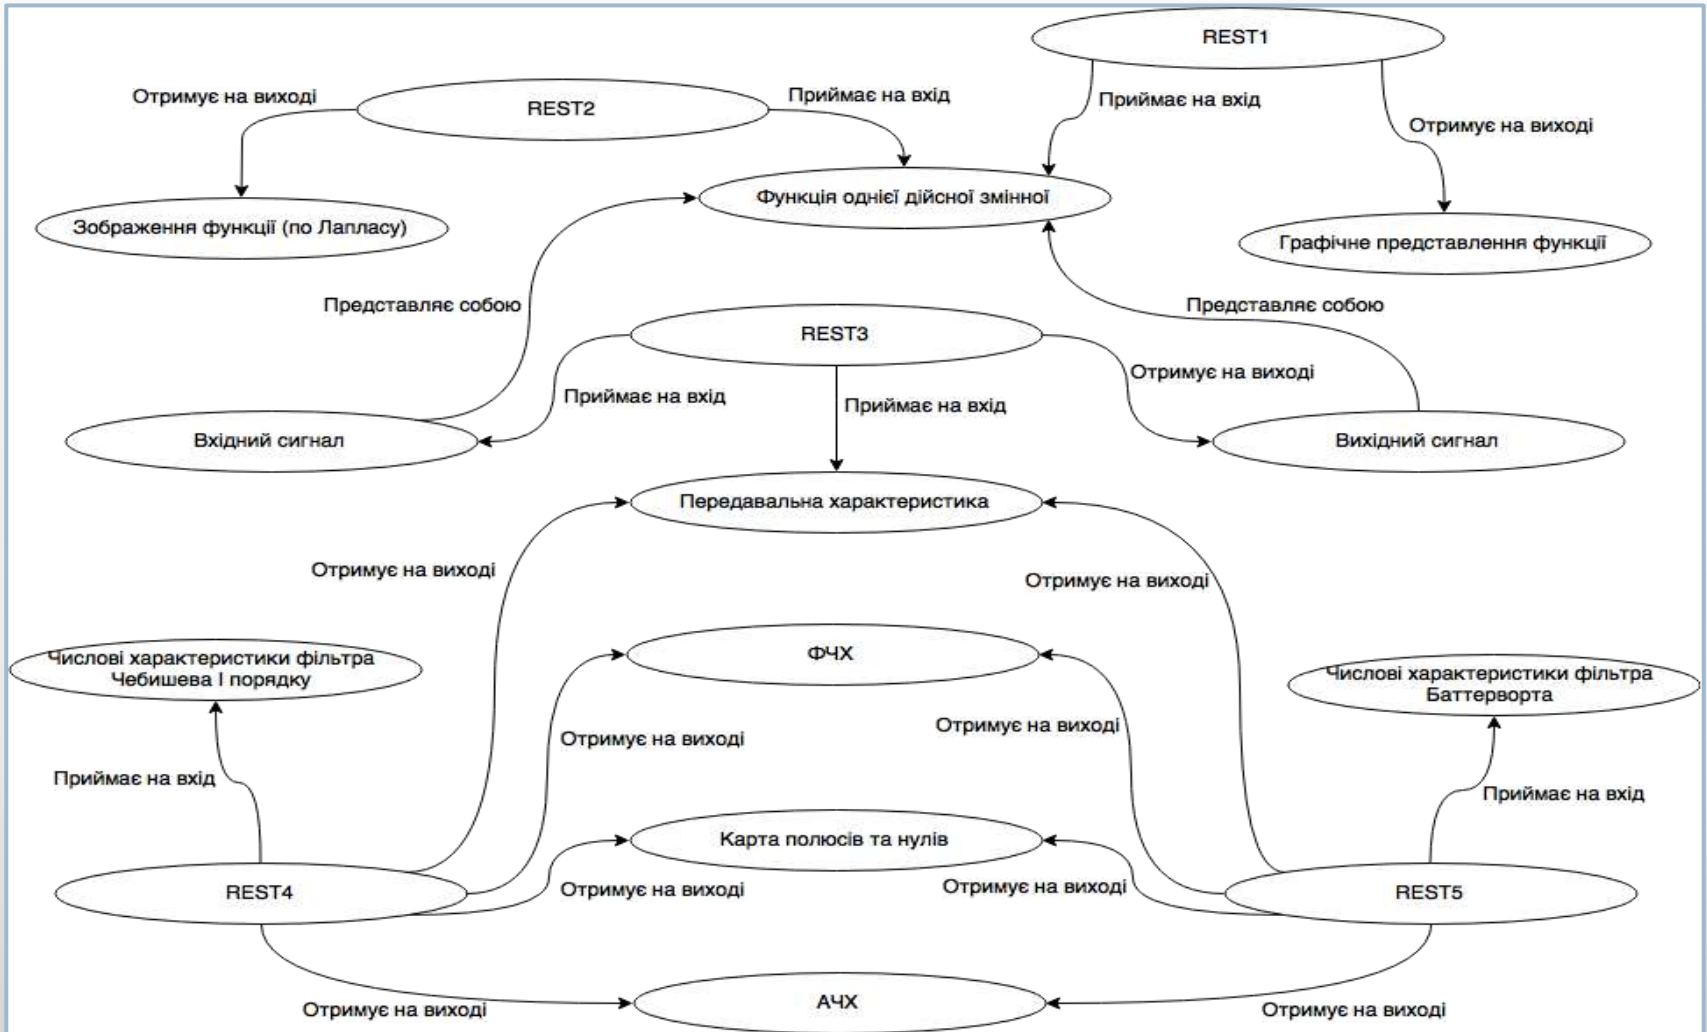 REST1
Отримує на виході
REST2
Приймає на вхід
Приймає на вхід
Отримує на виході
Функція однієї дійсної змінної
Зображення функції (по Лапласу)
Графічне представлення функції
Представляє собою
Представляє собою
REST3
Отримує на виході
Приймає на вхід
Приймає на вхід
Вхідний сигнал
Вихідний сигнал
Передавальна характеристика
Отримує на виході
Отримує на виході
ФЧХ
Числові характеристики фільтра
Чебишева I порядку
Числові характеристики фільтра
Баттерворта
Отримує на виході
Отримує на виході
Приймає на вхід
Приймає на вхід
Карта полюсів та нулів
REST4
Отримує на виході
Отримує на виході
REST5
АЧХ
Отримує на виході
Отримує на виході